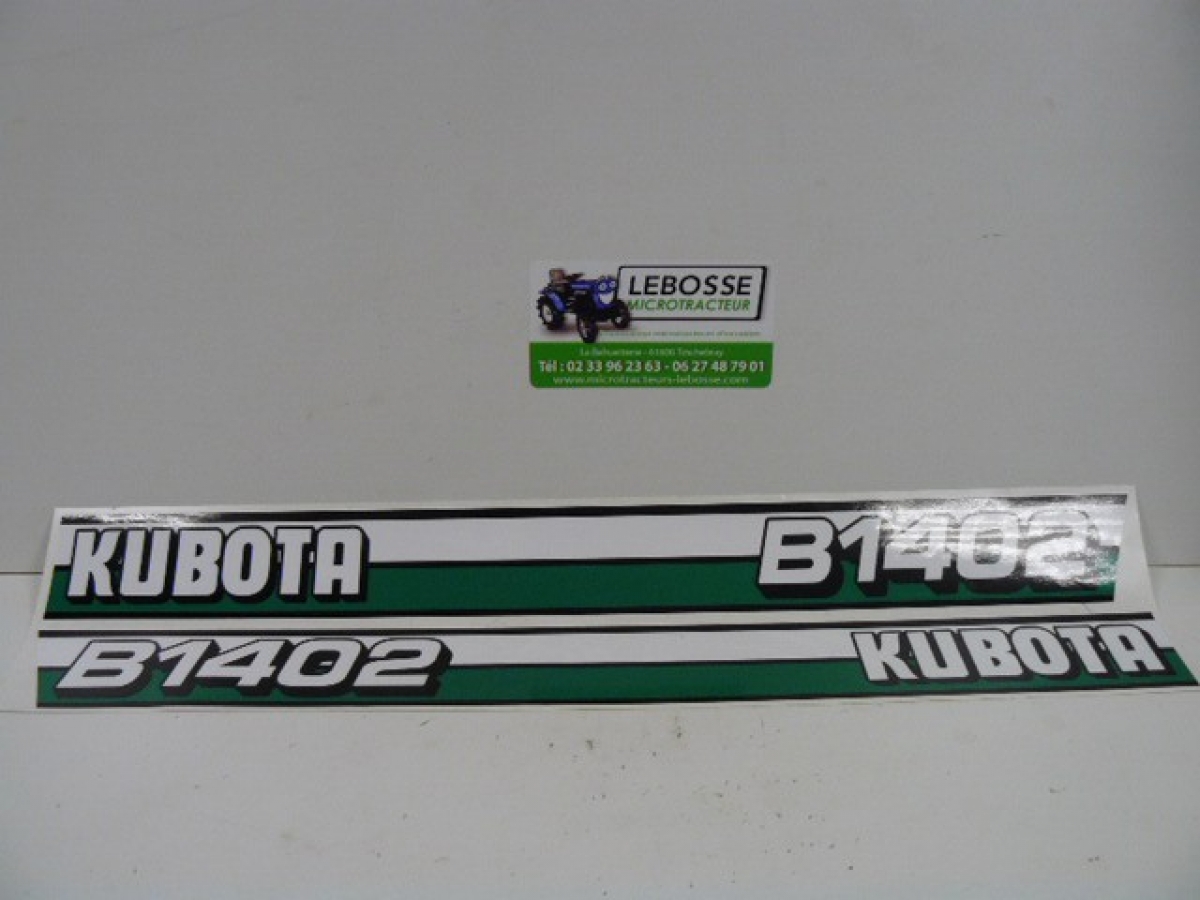 LEBOSSE
MICROTRACTEUR
61600
Tél : 02 33 96 23 63 - 06 27 48 79 01
www.microtracteurs-lebosse.com
KUBOTA B1402
B1402 KUBOTA